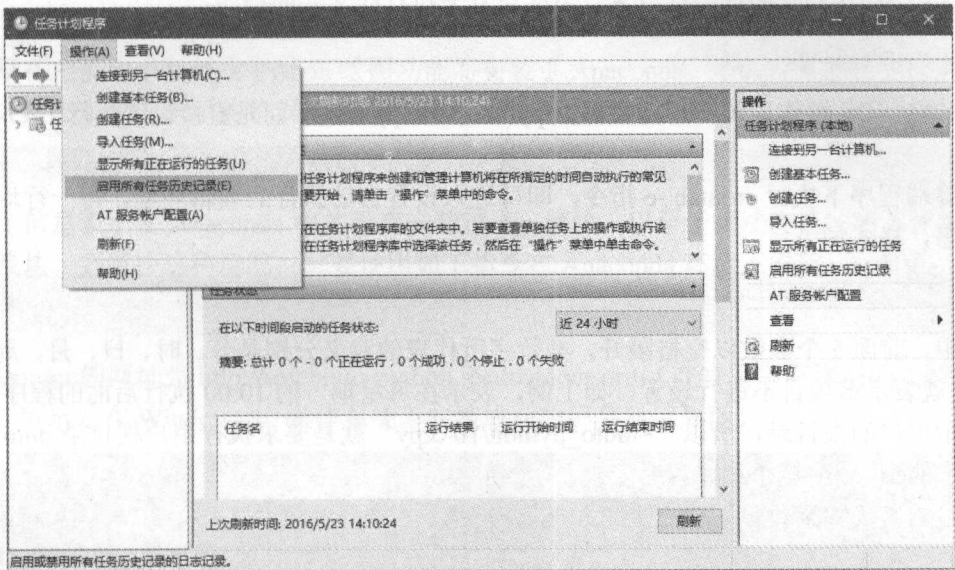 任务计划程序
文件(F) 操作(A) 查看(V) 帮助(H)
连接到另一台计算机(C)...
创建基本任务(B)...
创建任务(R)...
导入任务(M)...
显示所有正在运行的任务(U)
启用所有任务历史记录(E)
AT 服务帐户配置(A)
刷新(F)
帮助(H)
2016/5/23 14:10:24)
任务计划程序来创建和管理计算机将在所指定的时间自动执行的常见
要开始，请单击“操作”菜单中的命令。
在任务计划程序库的文件夹中。若要查看单独任务上的操作或执行该
在任务计划程序库中选择该任务，然后在“操作”菜单中单击命令。
任务状态
在以下时间段启动的任务状态:
近 24 小时
摘要: 总计 0 个 - 0 个正在运行，0 个成功，0 个停止，0 个失败
任务名 运行结果 运行开始时间 运行结束时间
上次刷新时间: 2016/5/23 14:10:24
刷新
操作
任务计划程序 (本地)
连接到另一台计算机...
创建基本任务...
创建任务...
导入任务...
显示所有正在运行的任务
启用所有任务历史记录
AT 服务帐户配置
查看
刷新
帮助
启用或禁用所有任务历史记录的日志记录。